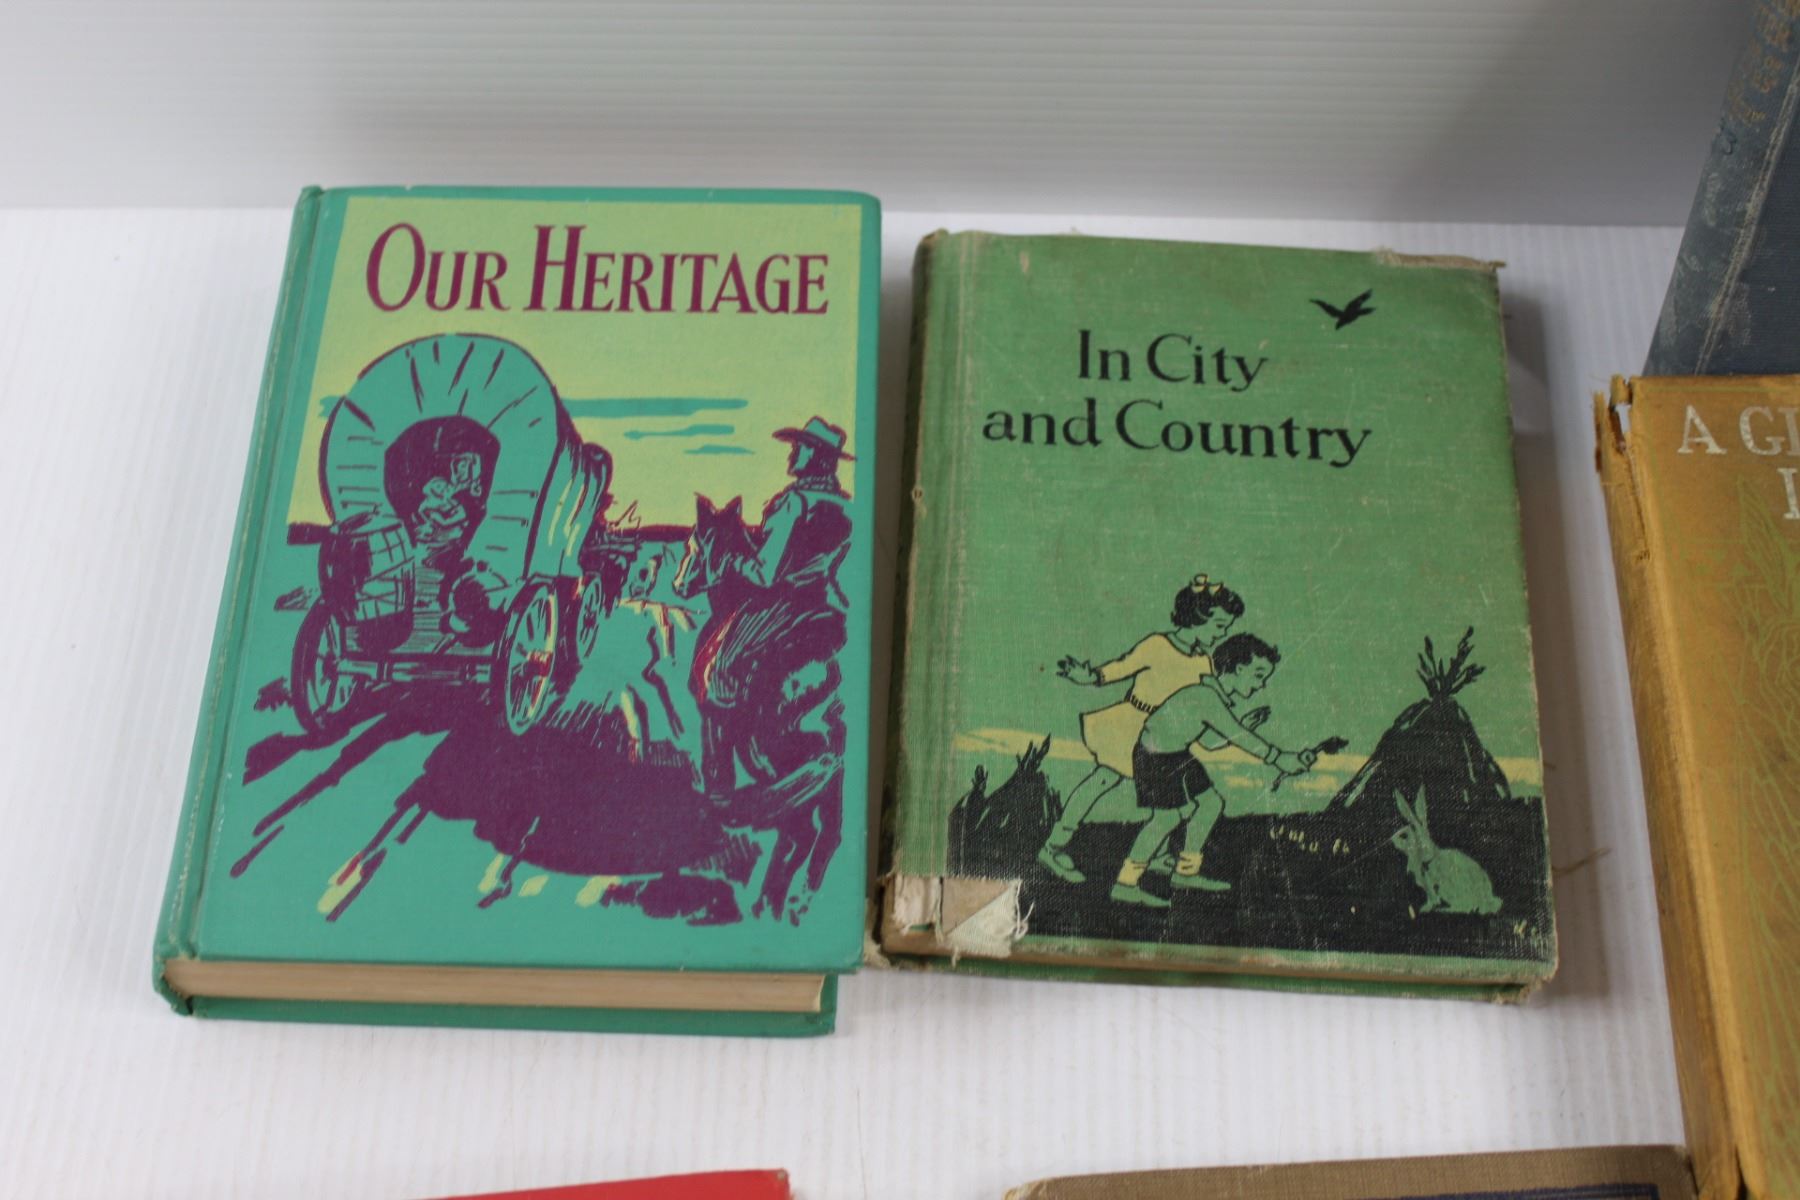 OUR HERITAGE
In City
and Country
A